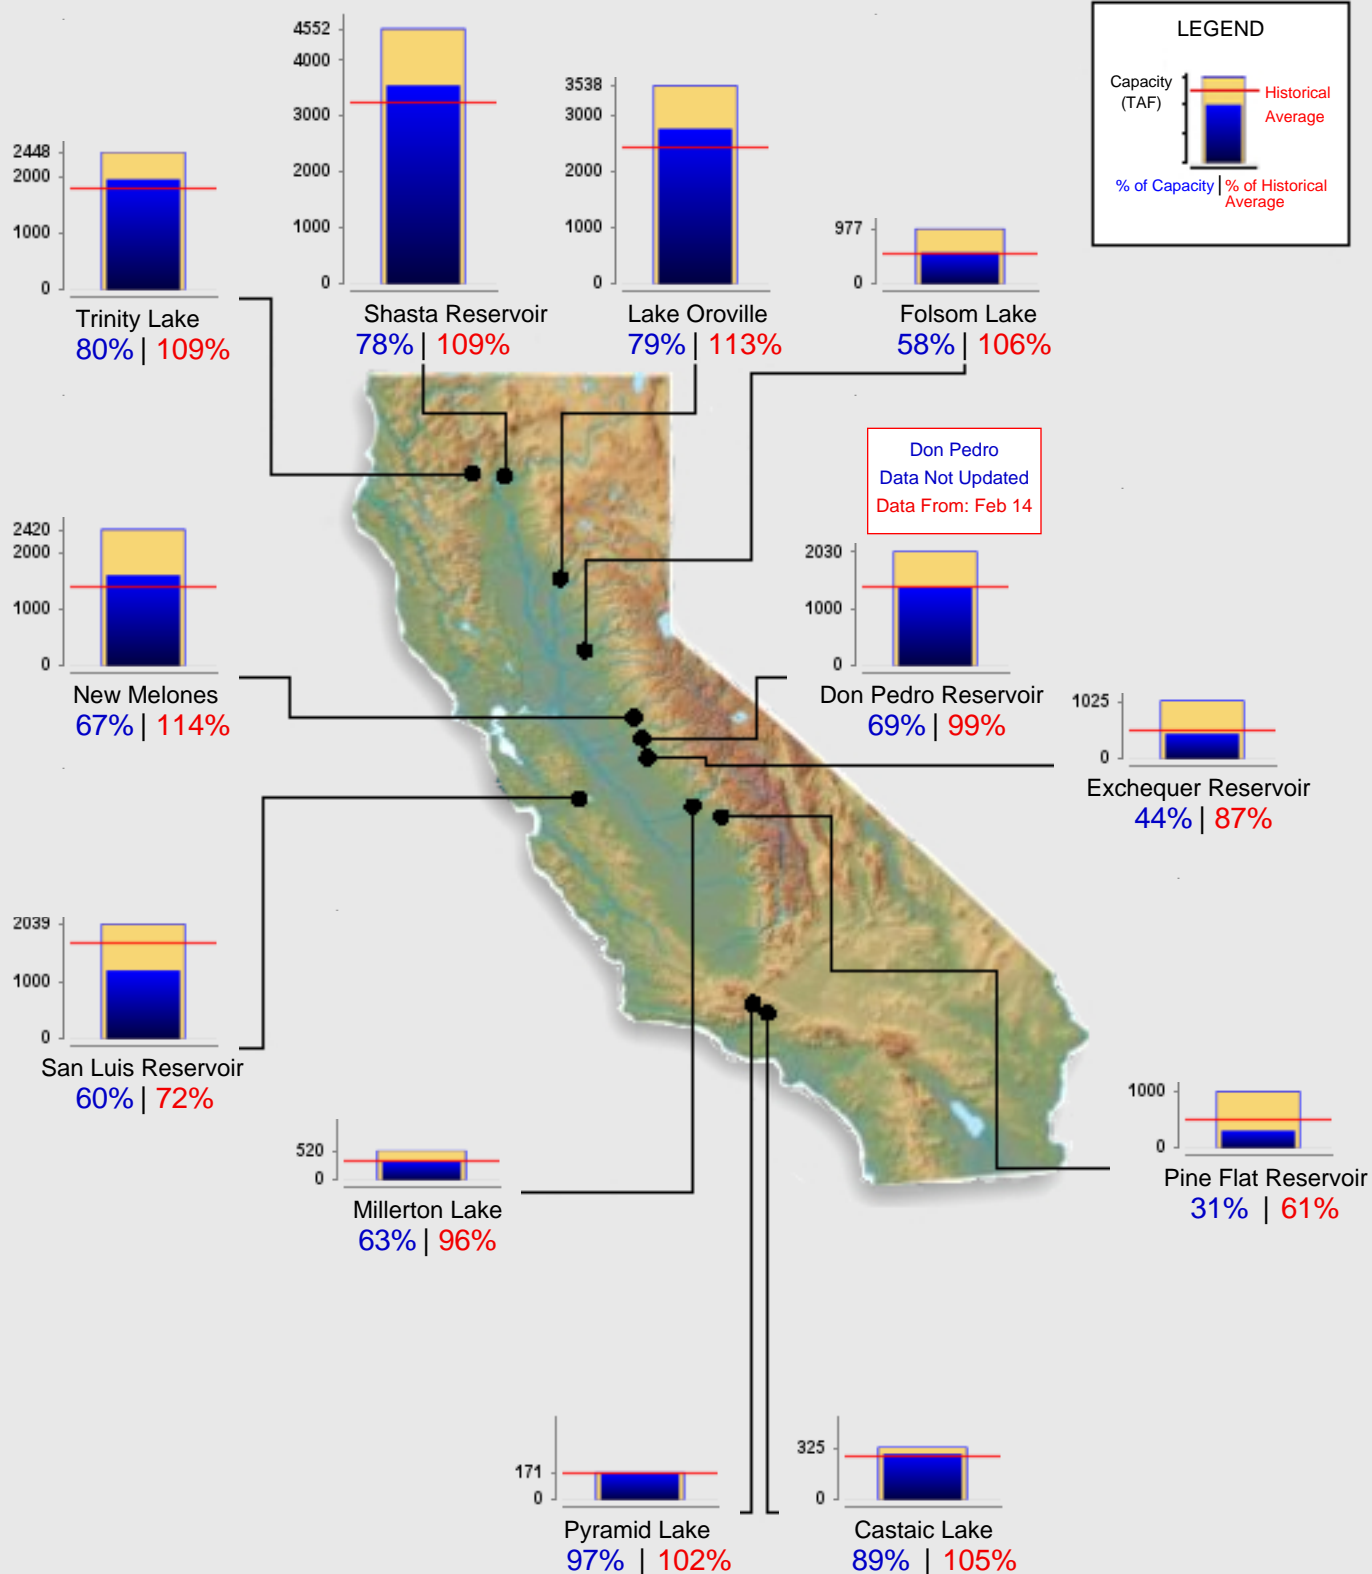 LEGEND
Capacity
(TAF)
Historical
Average
% of Capacity | % of Historical
Average
4552
4000
3000
2000
1000
0
Shasta Reservoir
78% | 109%
3538
3000
2000
1000
0
Lake Oroville
79% | 113%
2448
2000
1000
0
Trinity Lake
80% | 109%
977
0
Folsom Lake
58% | 106%
Don Pedro
Data Not Updated
Data From: Feb 14
2420
2000
1000
0
New Melones
67% | 114%
2030
1000
0
Don Pedro Reservoir
69% | 99%
1025
0
Exchequer Reservoir
44% | 87%
2039
1000
0
San Luis Reservoir
60% | 72%
520
0
Millerton Lake
63% | 96%
1000
0
Pine Flat Reservoir
31% | 61%
171
0
Pyramid Lake
97% | 102%
325
0
Castaic Lake
89% | 105%